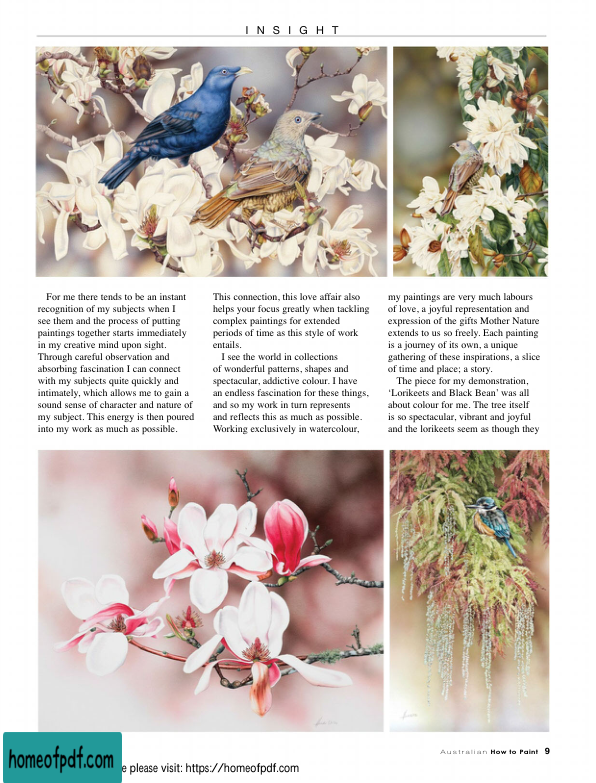 INSIGHT
For me there tends to be an instant
recognition of my subjects when I
see them and the process of putting
paintings together starts immediately
in my creative mind upon sight.
Through careful observation and
absorbing fascination I can connect
with my subjects quite quickly and
intimately, which allows me to gain a
sound sense of character and nature of
my subject. This energy is then poured
into my work as much as possible.
This connection, this love affair also
helps your focus greatly when tackling
complex paintings for extended
periods of time as this style of work
entails.
I see the world in collections
of wonderful patterns, shapes and
spectacular, addictive colour. I have
an endless fascination for these things,
and so my work in turn represents
and reflects this as much as possible.
Working exclusively in watercolour,
my paintings are very much labours
of love, a joyful representation and
expression of the gifts Mother Nature
extends to us so freely. Each painting
is a journey of its own, a unique
gathering of these inspirations, a slice
of time and place; a story.
The piece for my demonstration,
‘Lorikeets and Black Bean’ was all
about colour for me. The tree itself
is so spectacular, vibrant and joyful
and the lorikeets seem as though they
Australian How to Paint 9
homeofpdf.com
e please visit: https://homeofpdf.com